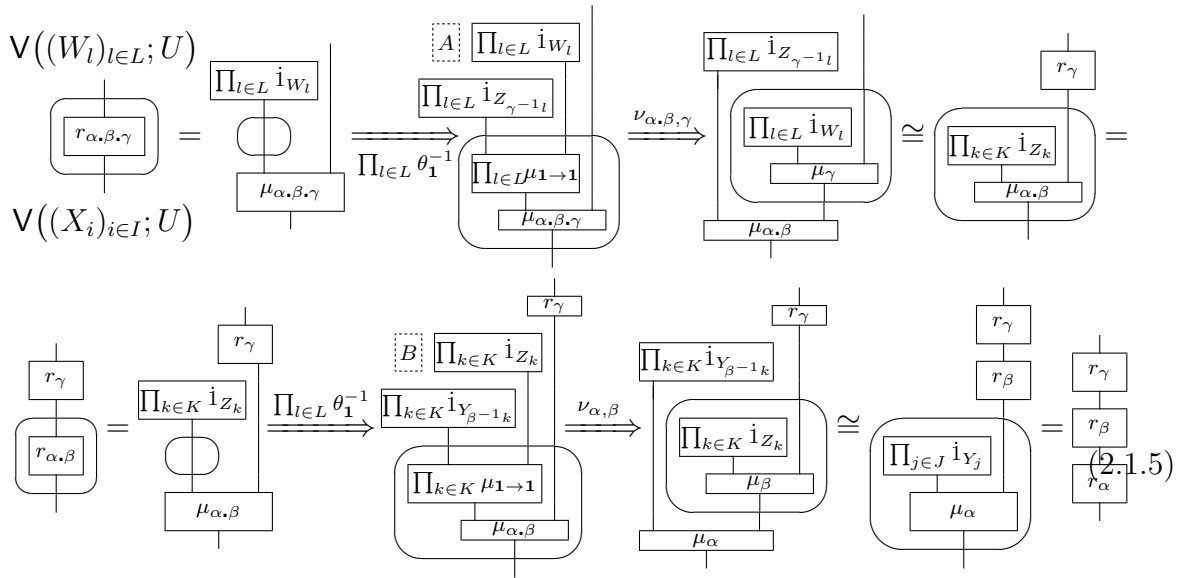 V((W_l)_{l∈L}; U)
r_{α.β.γ}
=
∏_{l∈L} i_{W_l}
μ_{α.β.γ}
∏_{l∈L} θ_1^{-1}
A
∏_{l∈L} i_{W_l}
∏_{l∈L} i_{Z_{γ^{-1}l}}
∏_{l∈L} μ_{1→1}
μ_{α.β.γ}
ν_{α.β,γ}
∏_{l∈L} i_{Z_{γ^{-1}l}}
∏_{l∈L} i_{W_l}
μ_γ
μ_{α.β}
≅
r_γ
∏_{k∈K} i_{Z_k}
μ_{α.β}
=
V((X_i)_{i∈I}; U)
r_γ
r_{α.β}
=
r_γ
∏_{k∈K} i_{Z_k}
μ_{α.β}
∏_{l∈L} θ_1^{-1}
r_γ
B
∏_{k∈K} i_{Z_k}
∏_{k∈K} i_{Y_{β^{-1}k}}
∏_{k∈K} μ_{1→1}
μ_{α.β}
ν_{α,β}
r_γ
∏_{k∈K} i_{Y_{β^{-1}k}}
∏_{k∈K} i_{Z_k}
μ_β
μ_α
≅
r_γ
r_β
∏_{j∈J} i_{Y_j}
μ_α
=
r_γ
r_β
r_α
(2.1.5)